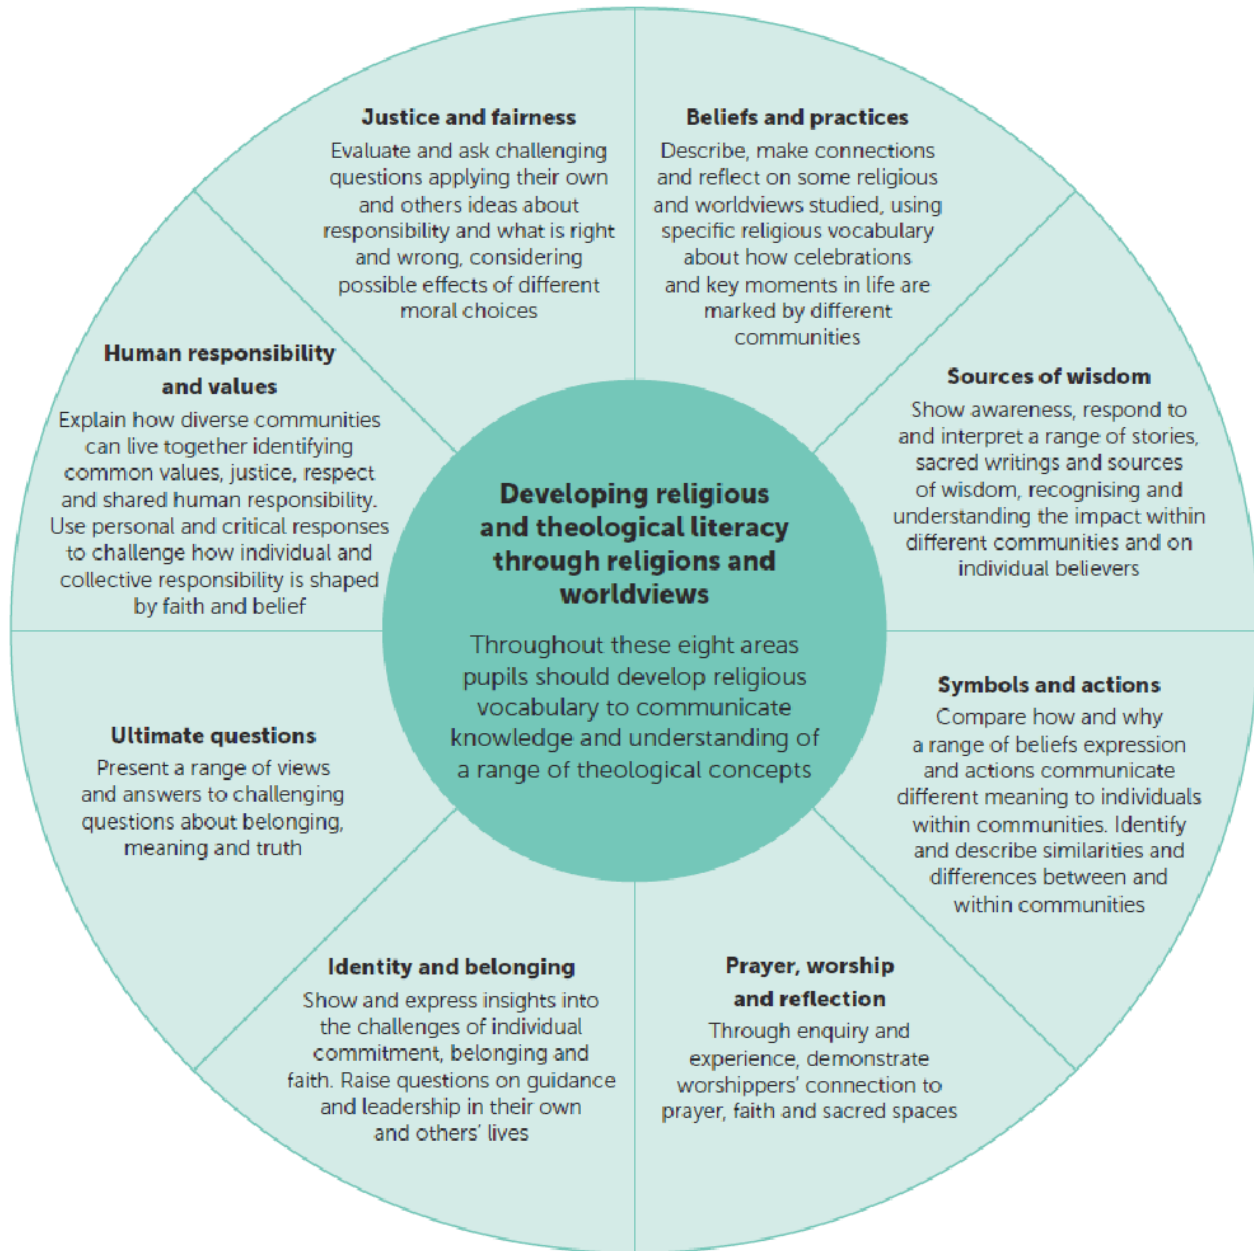 Justice and fairness
Evaluate and ask challenging
questions applying their own
and others ideas about
responsibility and what is right
and wrong, considering
possible effects of different
moral choices
Beliefs and practices
Describe, make connections
and reflect on some religious
and worldviews studied, using
specific religious vocabulary
about how celebrations
and key moments in life are
marked by different
communities
Human responsibility
and values
Explain how diverse communities
can live together identifying
common values, justice, respect
and shared human responsibility.
Use personal and critical responses
to challenge how individual and
collective responsibility is shaped
by faith and belief
Sources of wisdom
Show awareness, respond to
and interpret a range of stories,
sacred writings and sources
of wisdom, recognising and
understanding the impact within
different communities and on
individual believers
Developing religious
and theological literacy
through religions and
worldviews
Throughout these eight areas
pupils should develop religious
vocabulary to communicate
knowledge and understanding of
a range of theological concepts
Ultimate questions
Present a range of views
and answers to challenging
questions about belonging,
meaning and truth
Symbols and actions
Compare how and why
a range of beliefs expression
and actions communicate
different meaning to individuals
within communities. Identify
and describe similarities and
differences between and
within communities
Identity and belonging
Show and express insights into
the challenges of individual
commitment, belonging and
faith. Raise questions on guidance
and leadership in their own
and others’ lives
Prayer, worship
and reflection
Through enquiry and
experience, demonstrate
worshippers’ connection to
prayer, faith and sacred spaces